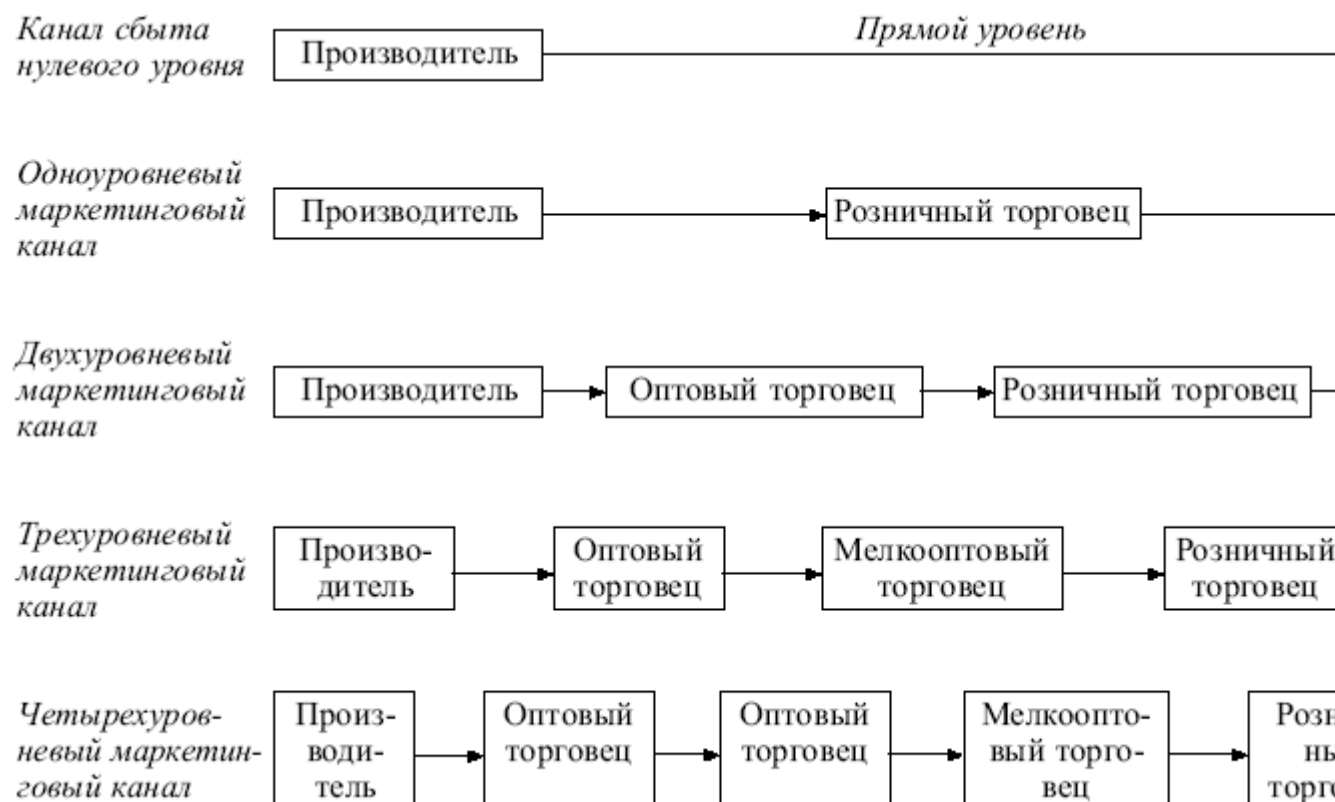 Канал сбыта
нулевого уровня
Производитель
Прямой уровень
Одноуровневый
маркетинговый
канал
Производитель
Розничный торговец
Двухуровневый
маркетинговый
канал
Производитель
Оптовый торговец
Розничный торговец
Трехуровневый
маркетинговый
канал
Произво-
дитель
Оптовый
торговец
Мелкооптовый
торговец
Розничный
торговец
Четырехуров-
невый маркетин-
говый канал
Произ-
води-
тель
Оптовый
торговец
Оптовый
торговец
Мелкоопто-
вый торго-
вец